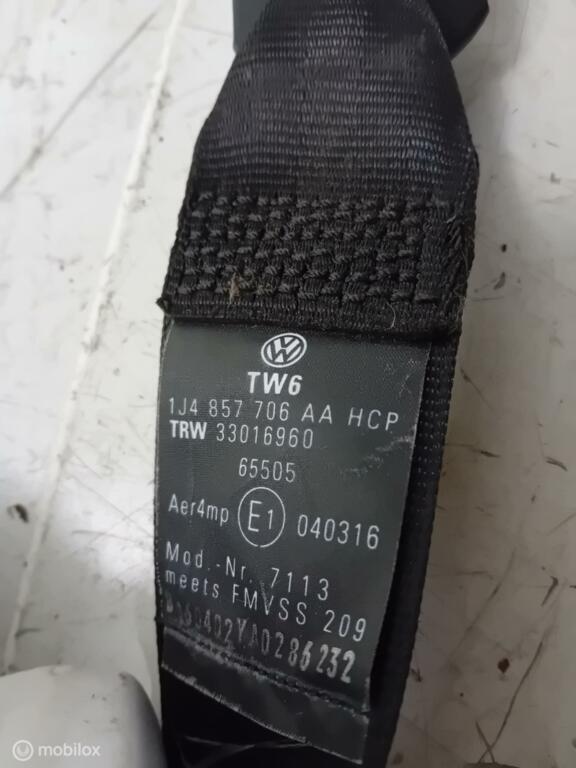 VW
TW6
1J4 857 706 AA HCP
TRW 33016960
65505
Aer4mp E1 040316
Mod.-Nr. 7113
meets FMVSS 209
mobilox